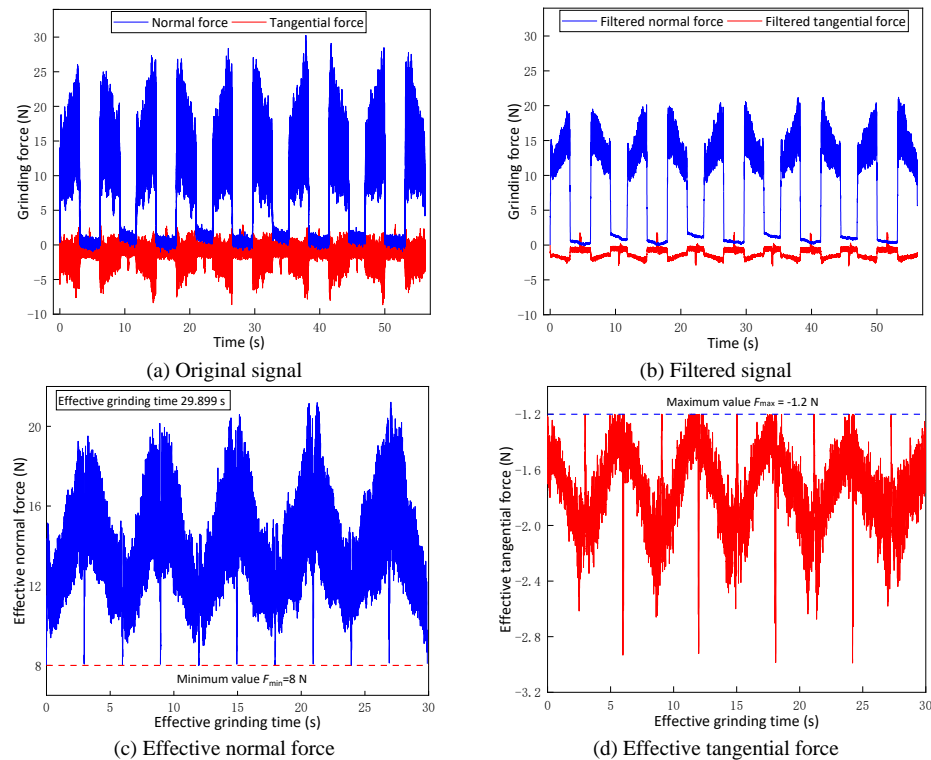 Normal force Tangential force
Grinding force (N)
30
25
20
15
10
5
0
-5
-10
0 10 20 30 40 50
Time (s)
(a) Original signal
Filtered normal force Filtered tangential force
Grinding force (N)
30
25
20
15
10
5
0
-5
-10
0 10 20 30 40 50
Time (s)
(b) Filtered signal
Effective grinding time 29.899 s
Effective normal force (N)
20
16
12
8
Minimum value Fmin=8 N
0 5 10 15 20 25 30
Effective grinding time (s)
(c) Effective normal force
Maximum value Fmax = -1.2 N
Effective tangential force (N)
-1.2
-1.6
-2.0
-2.4
-2.8
-3.2
0 5 10 15 20 25 30
Effective grinding time (s)
(d) Effective tangential force